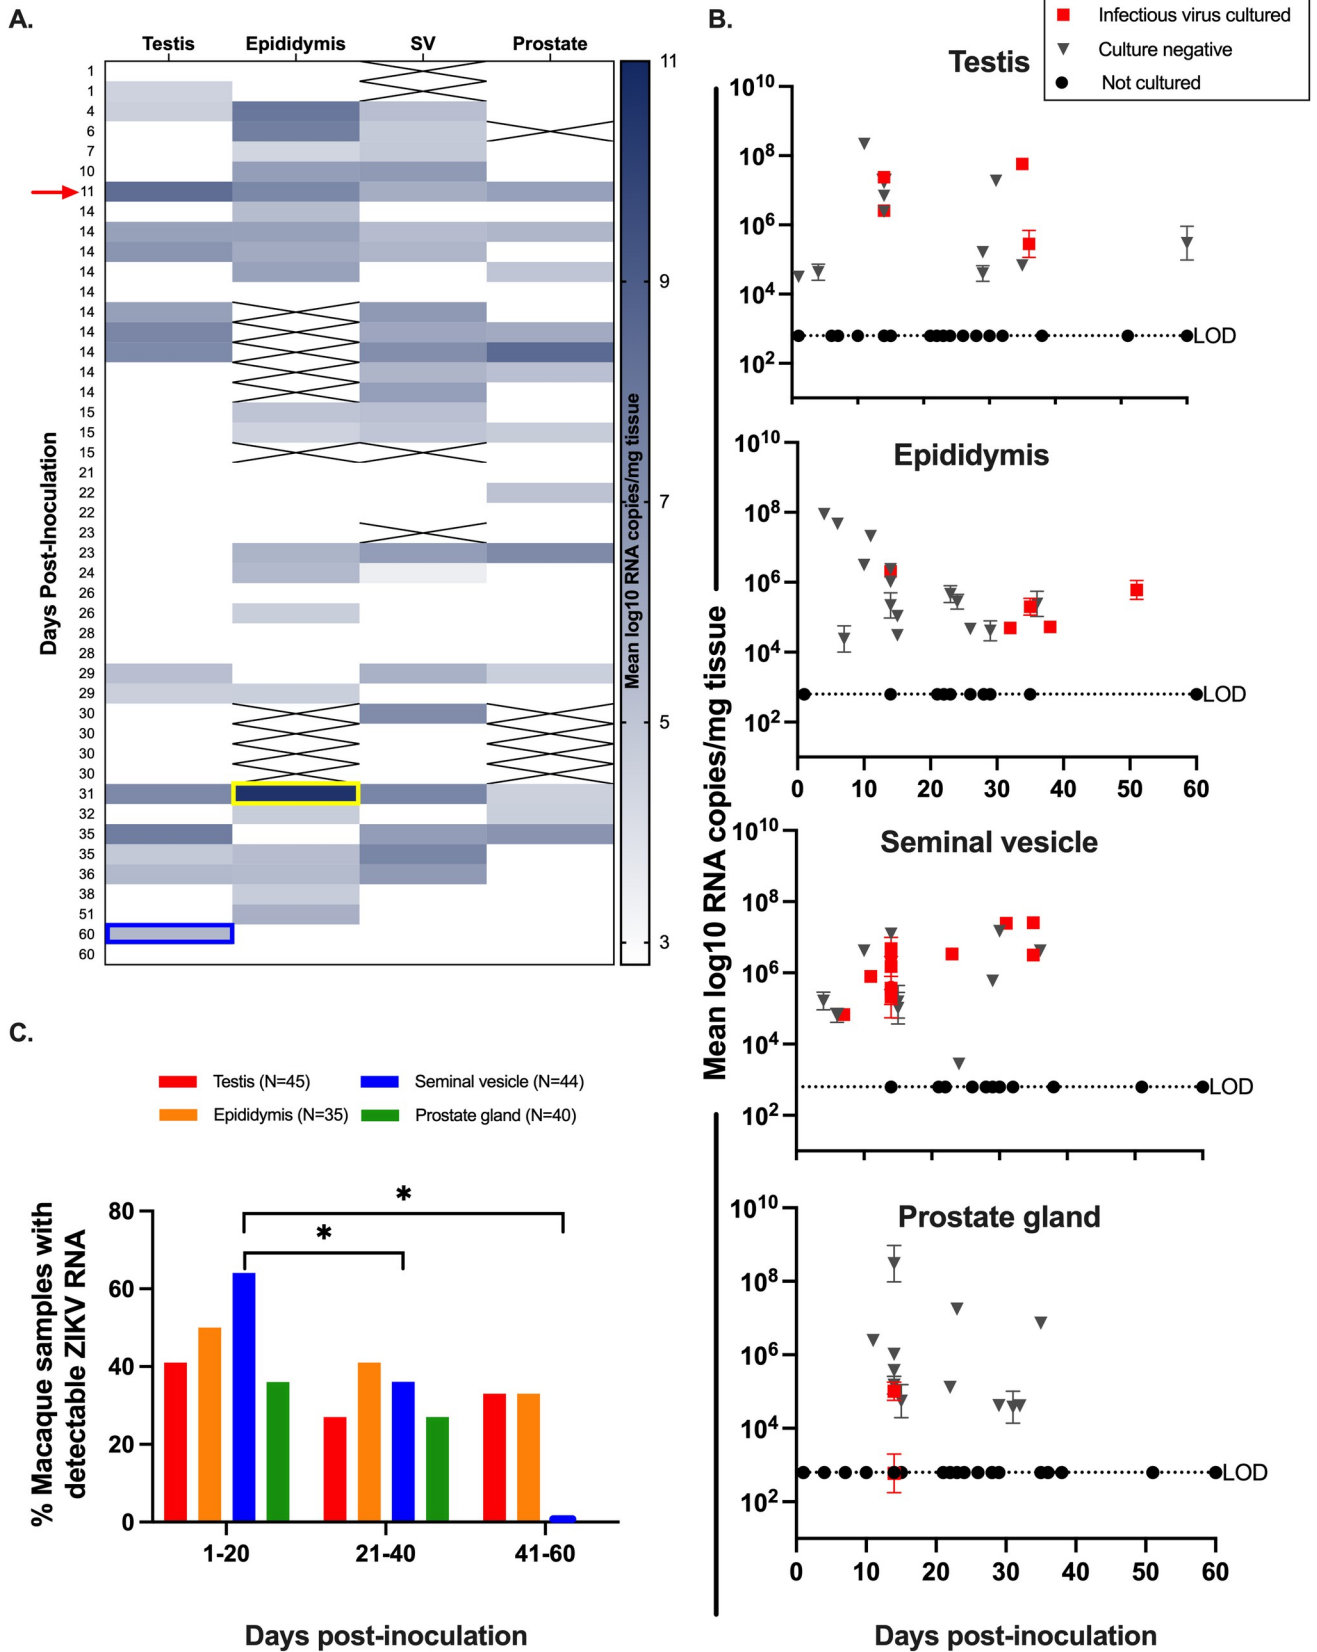 A.
Testis Epididymis SV Prostate
Days Post-Inoculation
1
1
4
6
7
10
11
14
14
14
14
14
14
14
14
14
14
15
15
15
21
22
22
23
23
24
26
26
28
28
29
29
30
30
30
30
31
32
35
35
36
38
51
60
60
11
9
7
5
3
Mean log10 RNA copies/mg tissue
B.
Infectious virus cultured
Culture negative
Not cultured
Mean log10 RNA copies/mg tissue
Testis
10^10
10^8
10^6
10^4
10^2
LOD
Epididymis
10^10
10^8
10^6
10^4
10^2
LOD
0 10 20 30 40 50 60
Seminal vesicle
10^10
10^8
10^6
10^4
10^2
LOD
Prostate gland
10^10
10^8
10^6
10^4
10^2
LOD
0 10 20 30 40 50 60
Days post-inoculation
C.
Testis (N=45) Seminal vesicle (N=44)
Epididymis (N=35) Prostate gland (N=40)
% Macaque samples with
detectable ZIKV RNA
80
60
40
20
0
*
*
1-20 21-40 41-60
Days post-inoculation